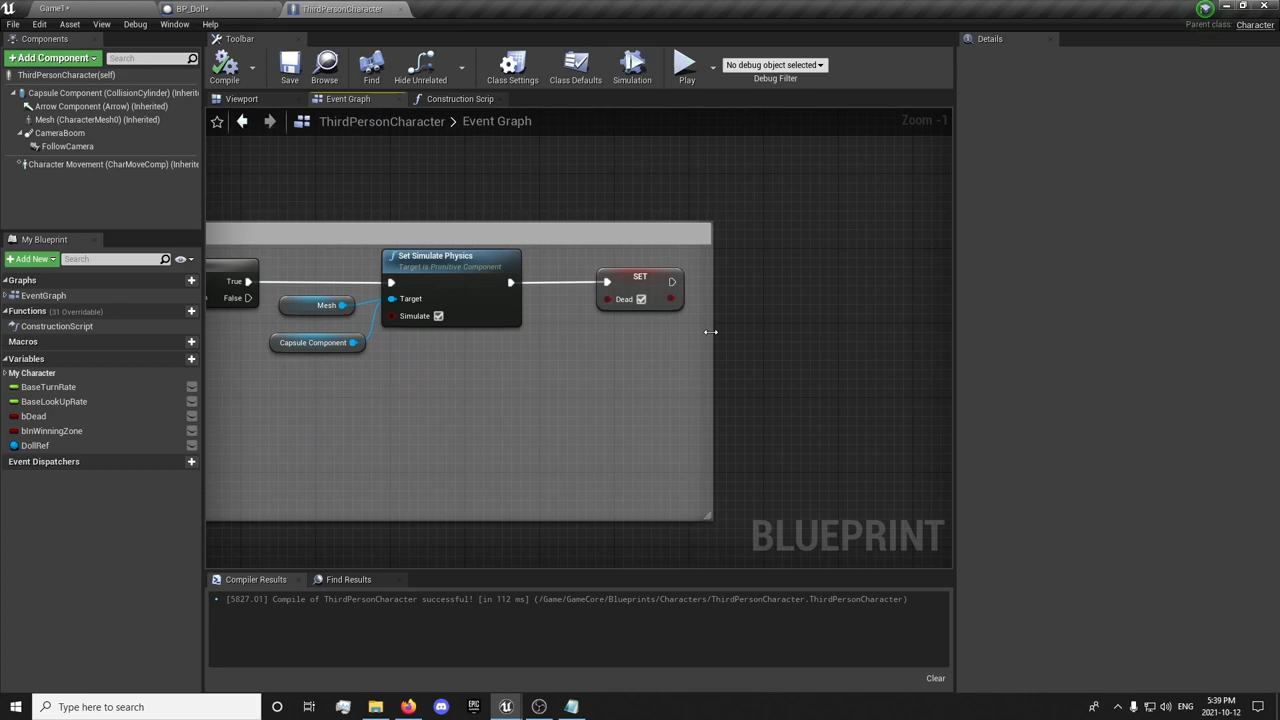 Game1*
BP_Doll*
ThirdPersonCharacter
File Edit Asset View Debug Window Help
Parent class: Character
Components
Toolbar
Details
+Add Component
Search
Compile
Save
Browse
Find
Hide Unrelated
Class Settings
Class Defaults
Simulation
Play
No debug object selected
Debug Filter
ThirdPersonCharacter(self)
Capsule Component (CollisionCylinder) (Inherite
Arrow Component (Arrow) (Inherited)
Mesh (CharacterMesh0) (Inherited)
CameraBoom
FollowCamera
Character Movement (CharMoveComp) (Inherite
Viewport
Event Graph
Construction Scrip
ThirdPersonCharacter > Event Graph
Zoom -1
My Blueprint
+Add New
Search
Graphs
EventGraph
Functions (31 Overridable)
ConstructionScript
Macros
Variables
My Character
BaseTurnRate
BaseLookUpRate
bDead
bInWinningZone
DollRef
Event Dispatchers
True
False
Mesh
Capsule Component
f Set Simulate Physics
Target is Primitive Component
Target
Simulate
SET
Dead
BLUEPRINT
Compiler Results
Find Results
[5827.01] Compile of ThirdPersonCharacter successful! [in 112 ms] (/Game/GameCore/Blueprints/Characters/ThirdPersonCharacter.ThirdPersonCharacter)
Clear
Type here to search
EPIC
5:39 PM
2021-10-12